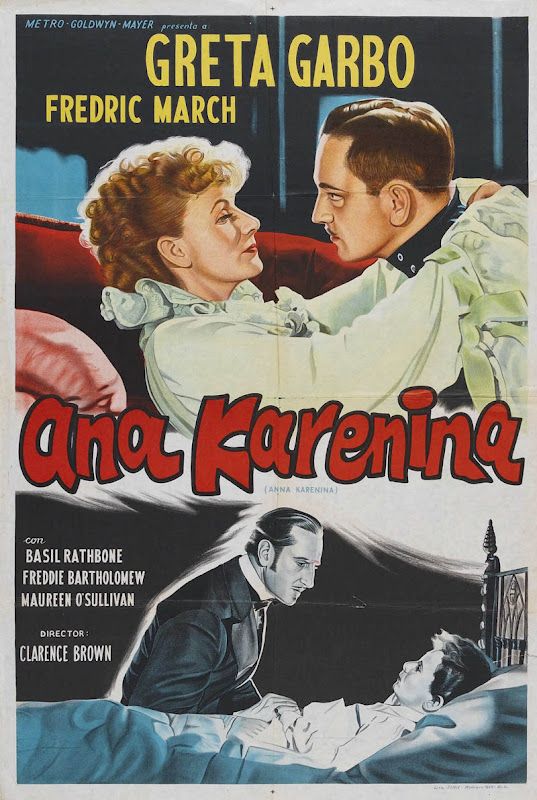 METRO-GOLDWYN-MAYER presenta a
GRETA GARBO
FREDRIC MARCH
ana Karenina
(ANNA KARENINA)
con
BASIL RATHBONE
FREDDIE BARTHOLOMEW
MAUREEN O'SULLIVAN
DIRECTOR:
CLARENCE BROWN